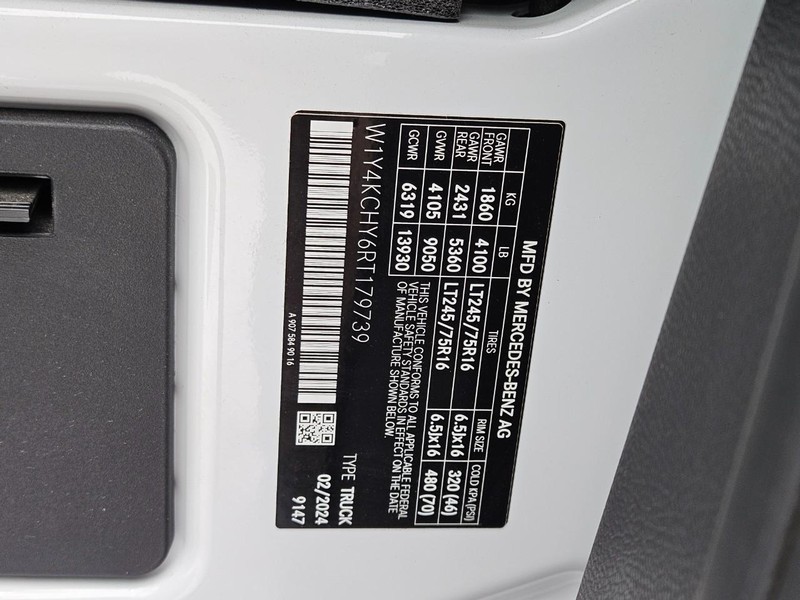 MFD BY MERCEDES-BENZ AG
KG LB TIRES RIM SIZE COLD KPA(PSI)
GAWR FRONT 1860 4100 LT245/75R16 6.5Jx16 320 (46)
GAWR REAR 2431 5360 LT245/75R16 6.5Jx16 480 (70)
GVWR 4105 9050
GCWR 6319 13930
THIS VEHICLE CONFORMS TO ALL APPLICABLE FEDERAL
VEHICLE SAFETY STANDARDS IN EFFECT ON THE DATE
OF MANUFACTURE SHOWN BELOW.
W1Y4KCHY6RT179739
TYPE TRUCK
02/2024
9147
A 907 584 90 16